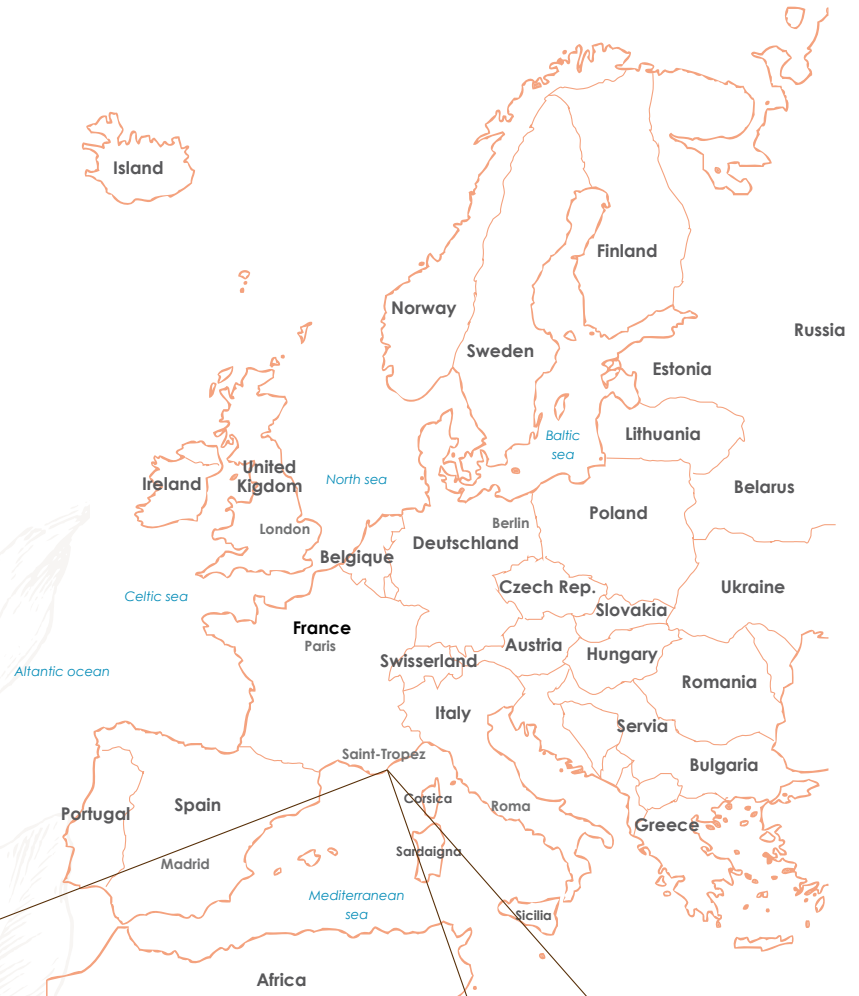 Island
Finland
Norway
Russia
Sweden
Estonia
Baltic
sea
Lithuania
United
Kigdom
Ireland
North sea
Belarus
Poland
London
Berlin
Deutschland
Belgique
Czech Rep.
Ukraine
Celtic sea
Slovakia
France
Paris
Austria
Hungary
Swisserland
Altantic ocean
Romania
Italy
Servia
Saint-Tropez
Bulgaria
Corsica
Spain
Roma
Portugal
Greece
Sardaigna
Madrid
Mediterranean
sea
Sicilia
Africa